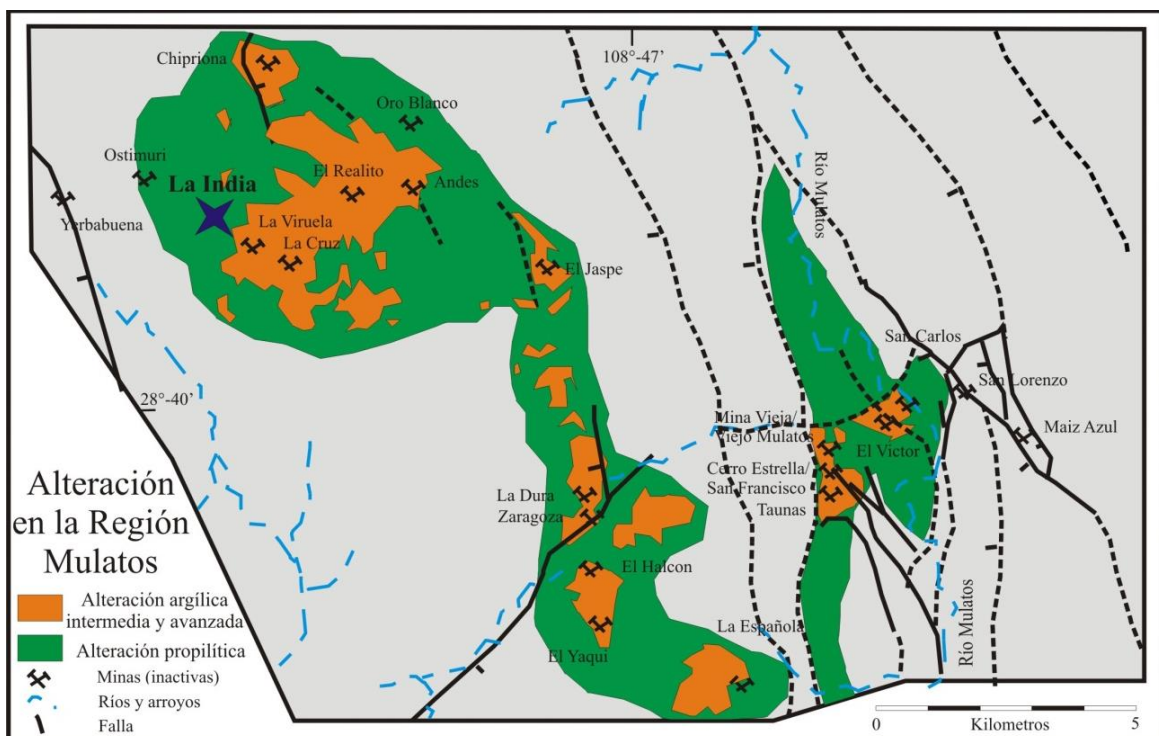 Chipriona
108°-47'
Oro Blanco
Ostimuri
El Realito
La India
Andes
Yerbabuena
La Viruela
La Cruz
El Jaspe
Río Mulatos
San Carlos
San Lorenzo
28°-40'
Mina Vieja/
Viejo Mulatos
Maiz Azul
El Victor
Cerro Estrella/
San Francisco
Taunas
La Dura
Zaragoza
El Halcon
La Española
El Yaqui
Río Mulatos
Alteración
en la Región
Mulatos
Alteración argílica
intermedia y avanzada
Alteración propilítica
Minas (inactivas)
Ríos y arroyos
Falla
0 Kilometros 5